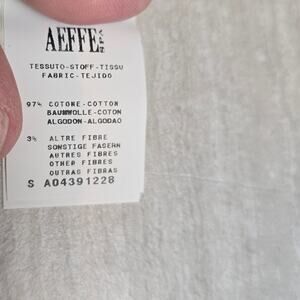 AEFFE SPA
TESSUTO-STOFF-TISSU
FABRIC-TEJIDO
97% COTONE-COTTON
BAUMWOLLE-COTON
ALGODON-ALGODAO
3% ALTRE FIBRE
SONSTIGE FASERN
AUTRES FIBRES
OTHER FIBRES
OUTRAS FIBRAS
S A04391228